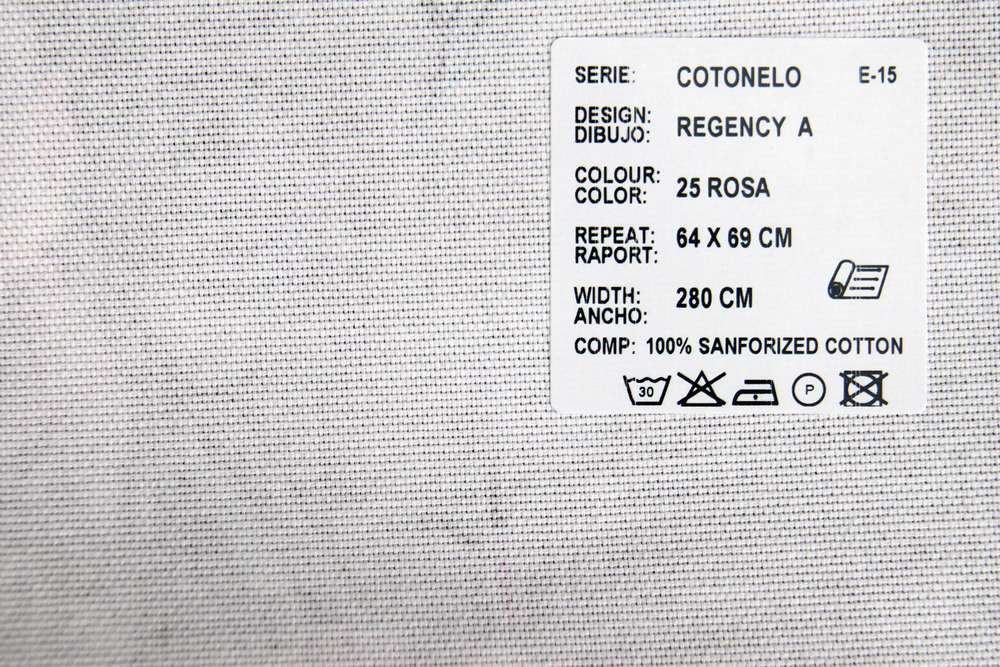 SERIE: COTONELO E-15
DESIGN:
DIBUJO: REGENCY A
COLOUR:
COLOR: 25 ROSA
REPEAT: 64 X 69 CM
RAPORT:
WIDTH: 280 CM
ANCHO:
COMP: 100% SANFORIZED COTTON
30 P